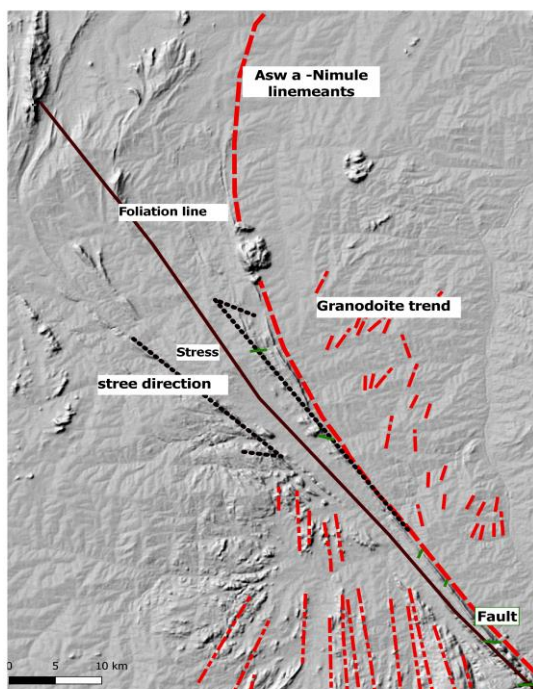 Asw a -Nimule
linemeants
Foliation line
Granodoite trend
Stress
stree direction
Fault
0 5 10 km